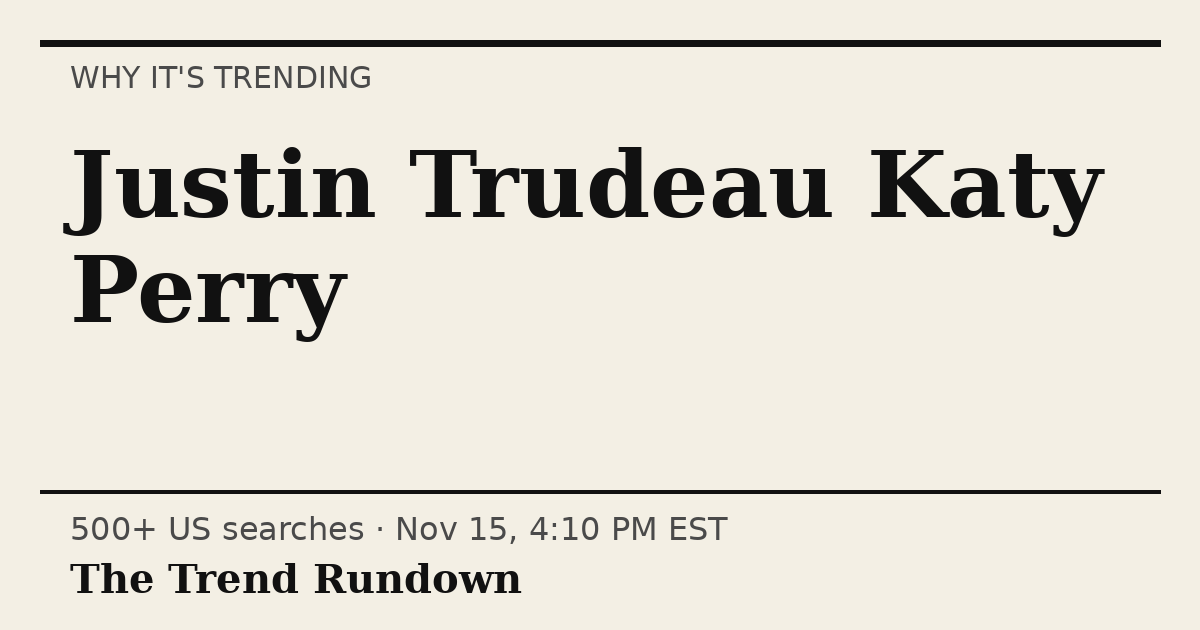 WHY IT'S TRENDING
Justin Trudeau Katy
Perry
500+ US searches · Nov 15, 4:10 PM EST
The Trend Rundown